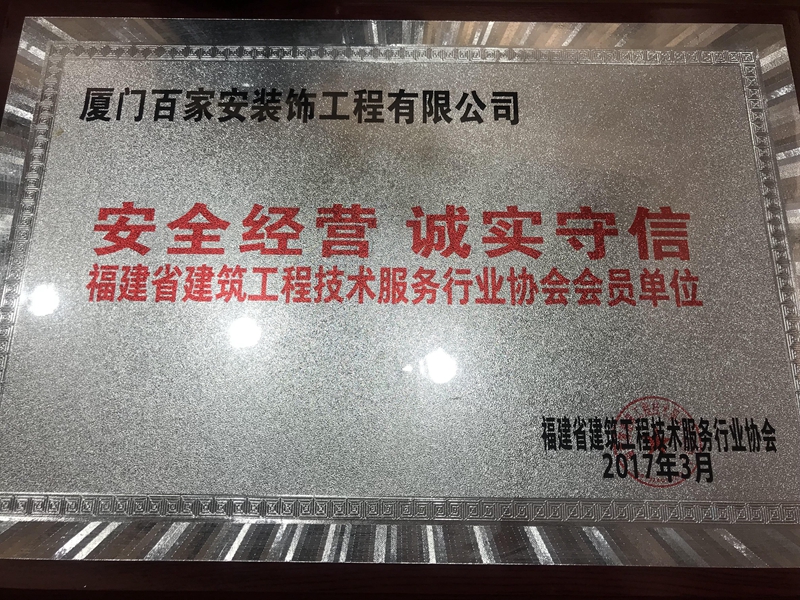 厦门百家安装饰工程有限公司
安全经营 诚实守信
福建省建筑工程技术服务行业协会会员单位
福建省建筑工程技术服务行业协会
2017年3月